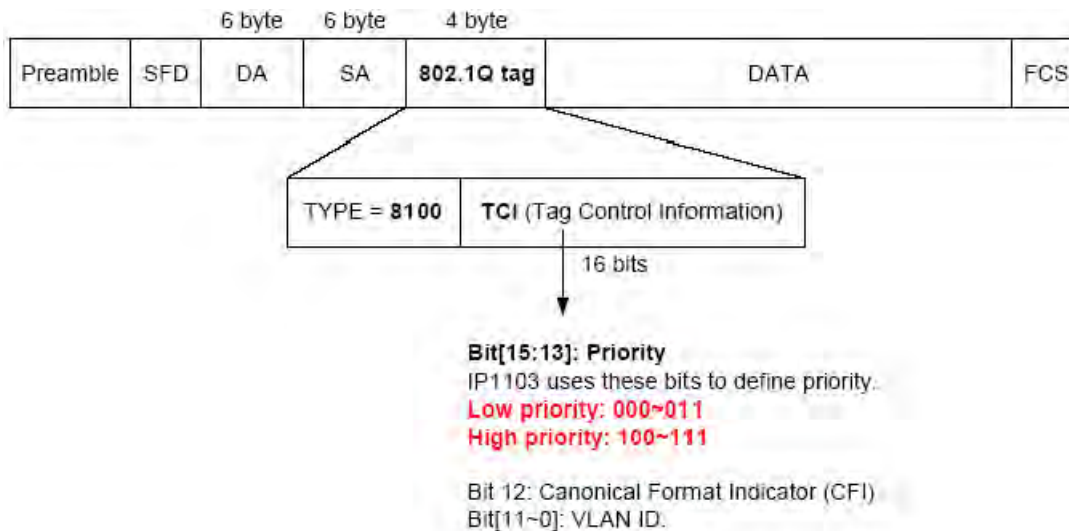 6 byte 6 byte 4 byte
Preamble SFD DA SA 802.1Q tag DATA FCS
TYPE = 8100 TCI (Tag Control Information)
16 bits
Bit[15:13]: Priority
IP1103 uses these bits to define priority.
Low priority: 000~011
High priority: 100~111
Bit 12: Canonical Format Indicator (CFI)
Bit[11~0]: VLAN ID.